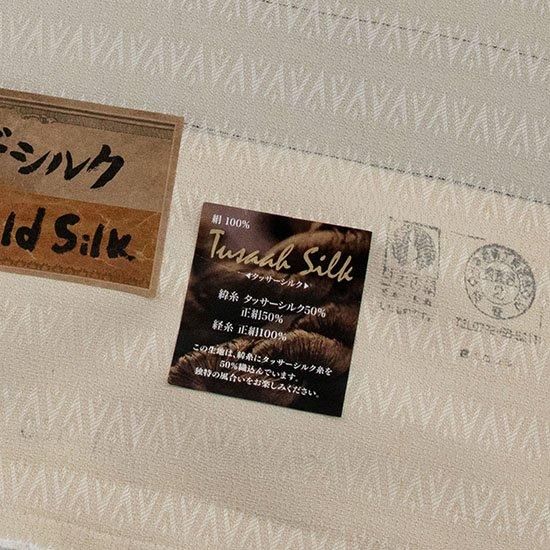 ドシルク
ld Silk
絹 100%
Tusaah Silk
◀タッサーシルク▶
緯糸 タッサーシルク50%
正絹50%
経糸 正絹100%
この生地は、緯糸にタッサーシルク糸を
50%織込んでいます。
独特の風合いをお楽しみください。